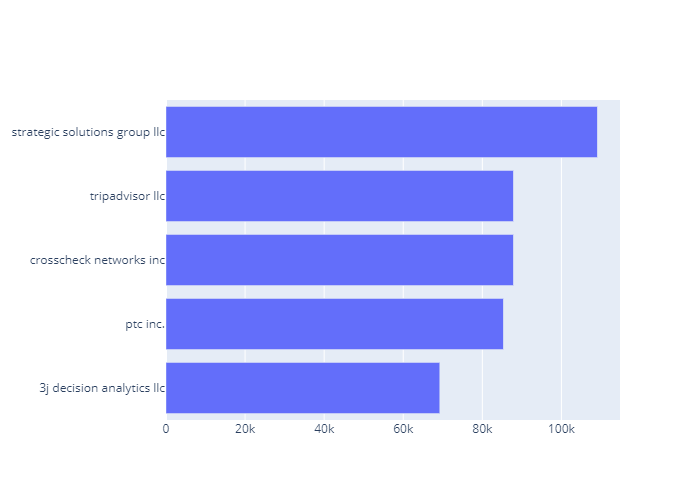 strategic solutions group llc
tripadvisor llc
crosscheck networks inc
ptc inc.
3j decision analytics llc
0 20k 40k 60k 80k 100k